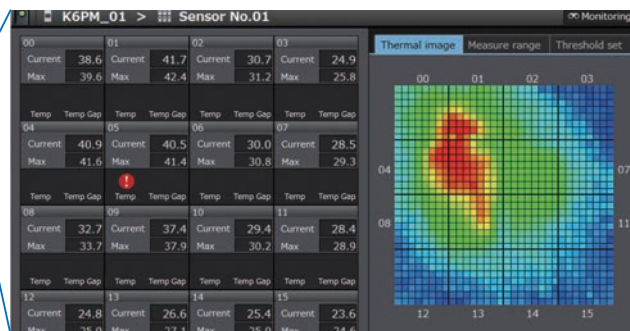 K6PM_01 > Sensor No.01 Monitoring
Thermal image Measure range Threshold set
00 01 02 03
Current 38.6 Current 41.7 Current 30.7 Current 24.9
Max 39.6 Max 42.4 Max 31.2 Max 25.8
Temp Temp Gap Temp Temp Gap Temp Temp Gap Temp Temp Gap
04 05 06 07
Current 40.9 Current 40.5 Current 30.0 Current 28.5
Max 41.6 Max 41.4 Max 30.8 Max 29.3
!
Temp Temp Gap Temp Temp Gap Temp Temp Gap Temp Temp Gap
08 09 10 11
Current 32.7 Current 37.4 Current 29.4 Current 28.4
Max 33.7 Max 37.9 Max 30.2 Max 28.9
Temp Temp Gap Temp Temp Gap Temp Temp Gap Temp Temp Gap
12 13 14 15
Current 24.8 Current 26.6 Current 25.4 Current 23.6
Max Max Max Max
00 01 02 03
04 07
08 11
12 13 14 15